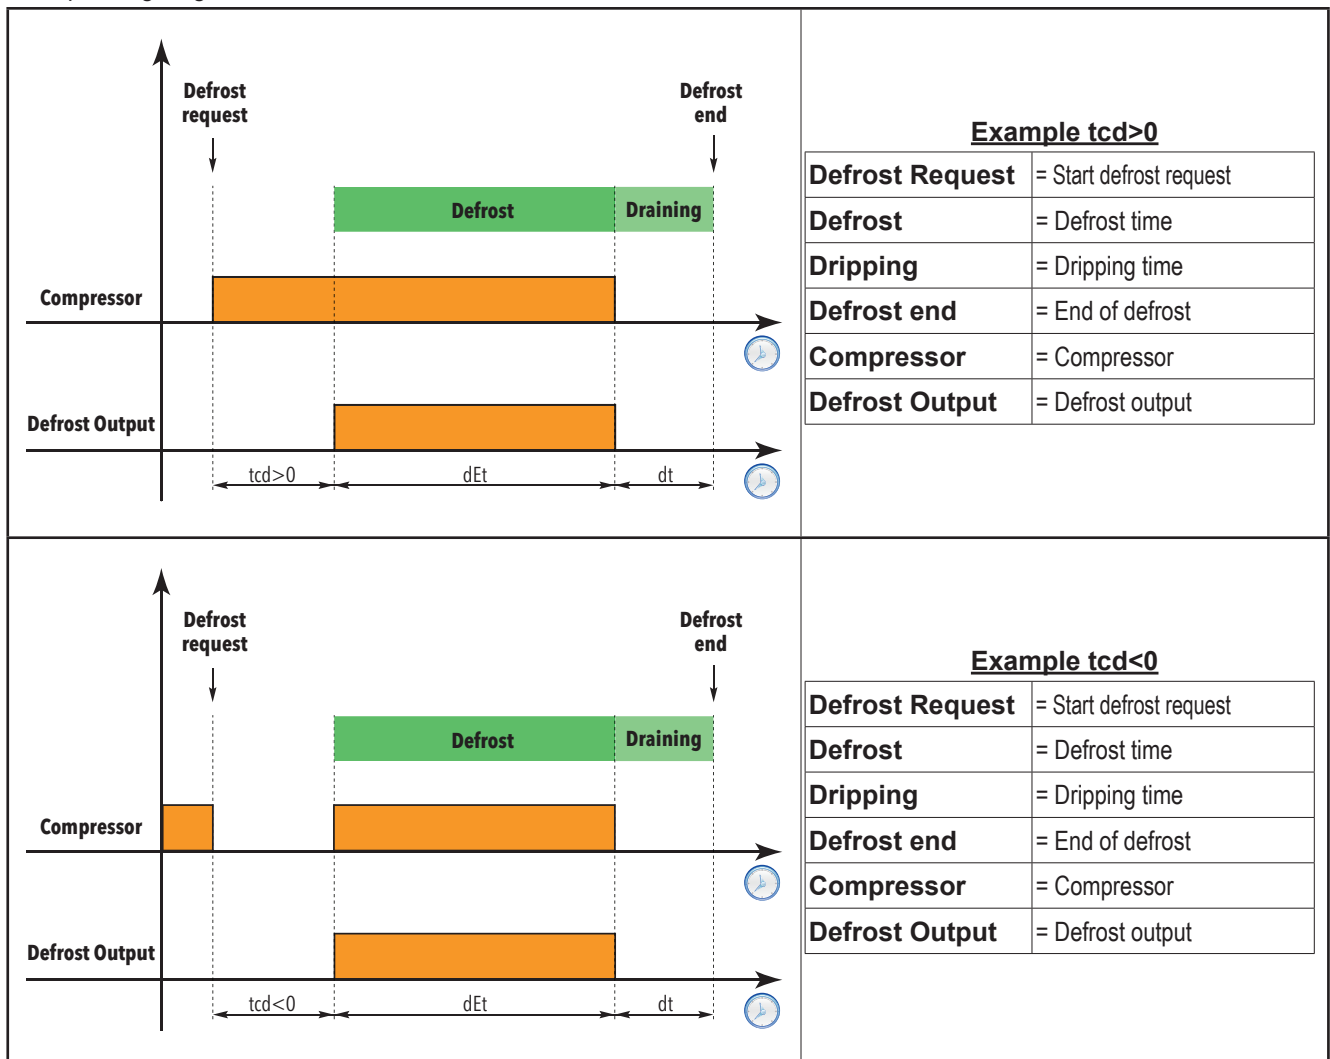 Defrost
request
Defrost
end
Defrost
Draining
Compressor
Defrost Output
tcd>0
dEt
dt
Example tcd>0
Defrost Request = Start defrost request
Defrost = Defrost time
Dripping = Dripping time
Defrost end = End of defrost
Compressor = Compressor
Defrost Output = Defrost output
Defrost
request
Defrost
end
Defrost
Draining
Compressor
Defrost Output
tcd<0
dEt
dt
Example tcd<0
Defrost Request = Start defrost request
Defrost = Defrost time
Dripping = Dripping time
Defrost end = End of defrost
Compressor = Compressor
Defrost Output = Defrost output